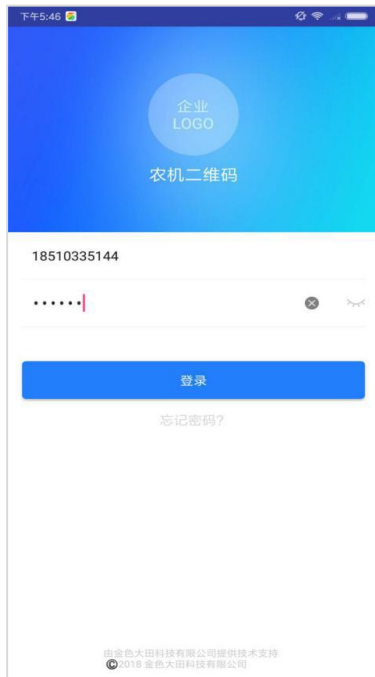 下午5:46
企业
LOGO
农机二维码
18510335144
••••••
登录
忘记密码?
由金色大田科技有限公司提供技术支持
©2018 金色大田科技有限公司